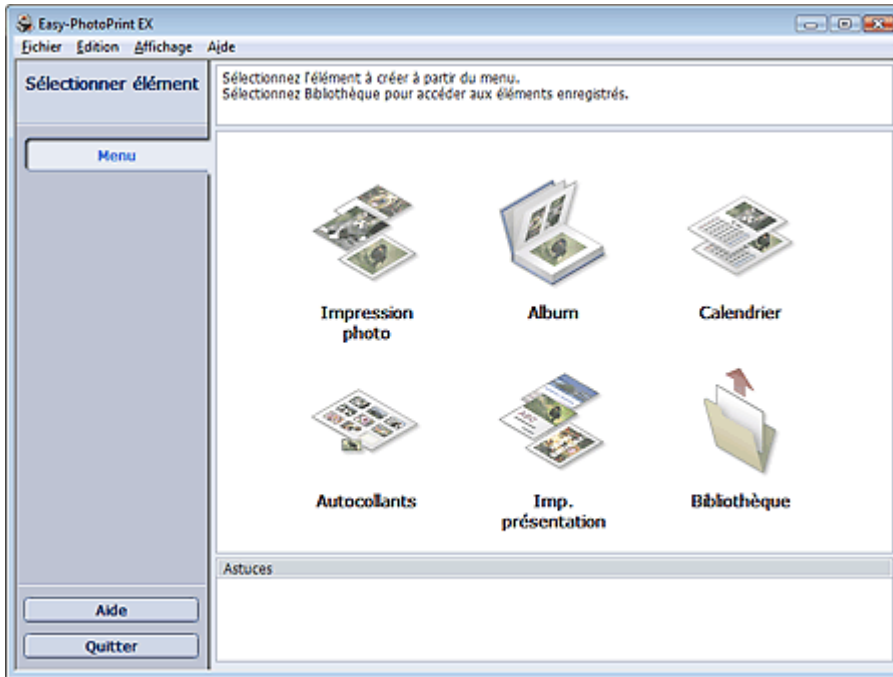 Easy-PhotoPrint EX
Fichier Édition Affichage Aide
Sélectionner élément
Sélectionnez l'élément à créer à partir du menu.
Sélectionnez Bibliothèque pour accéder aux éléments enregistrés.
Menu
Impression
photo
Album
Calendrier
Autocollants
Imp.
présentation
Bibliothèque
Astuces
Aide
Quitter